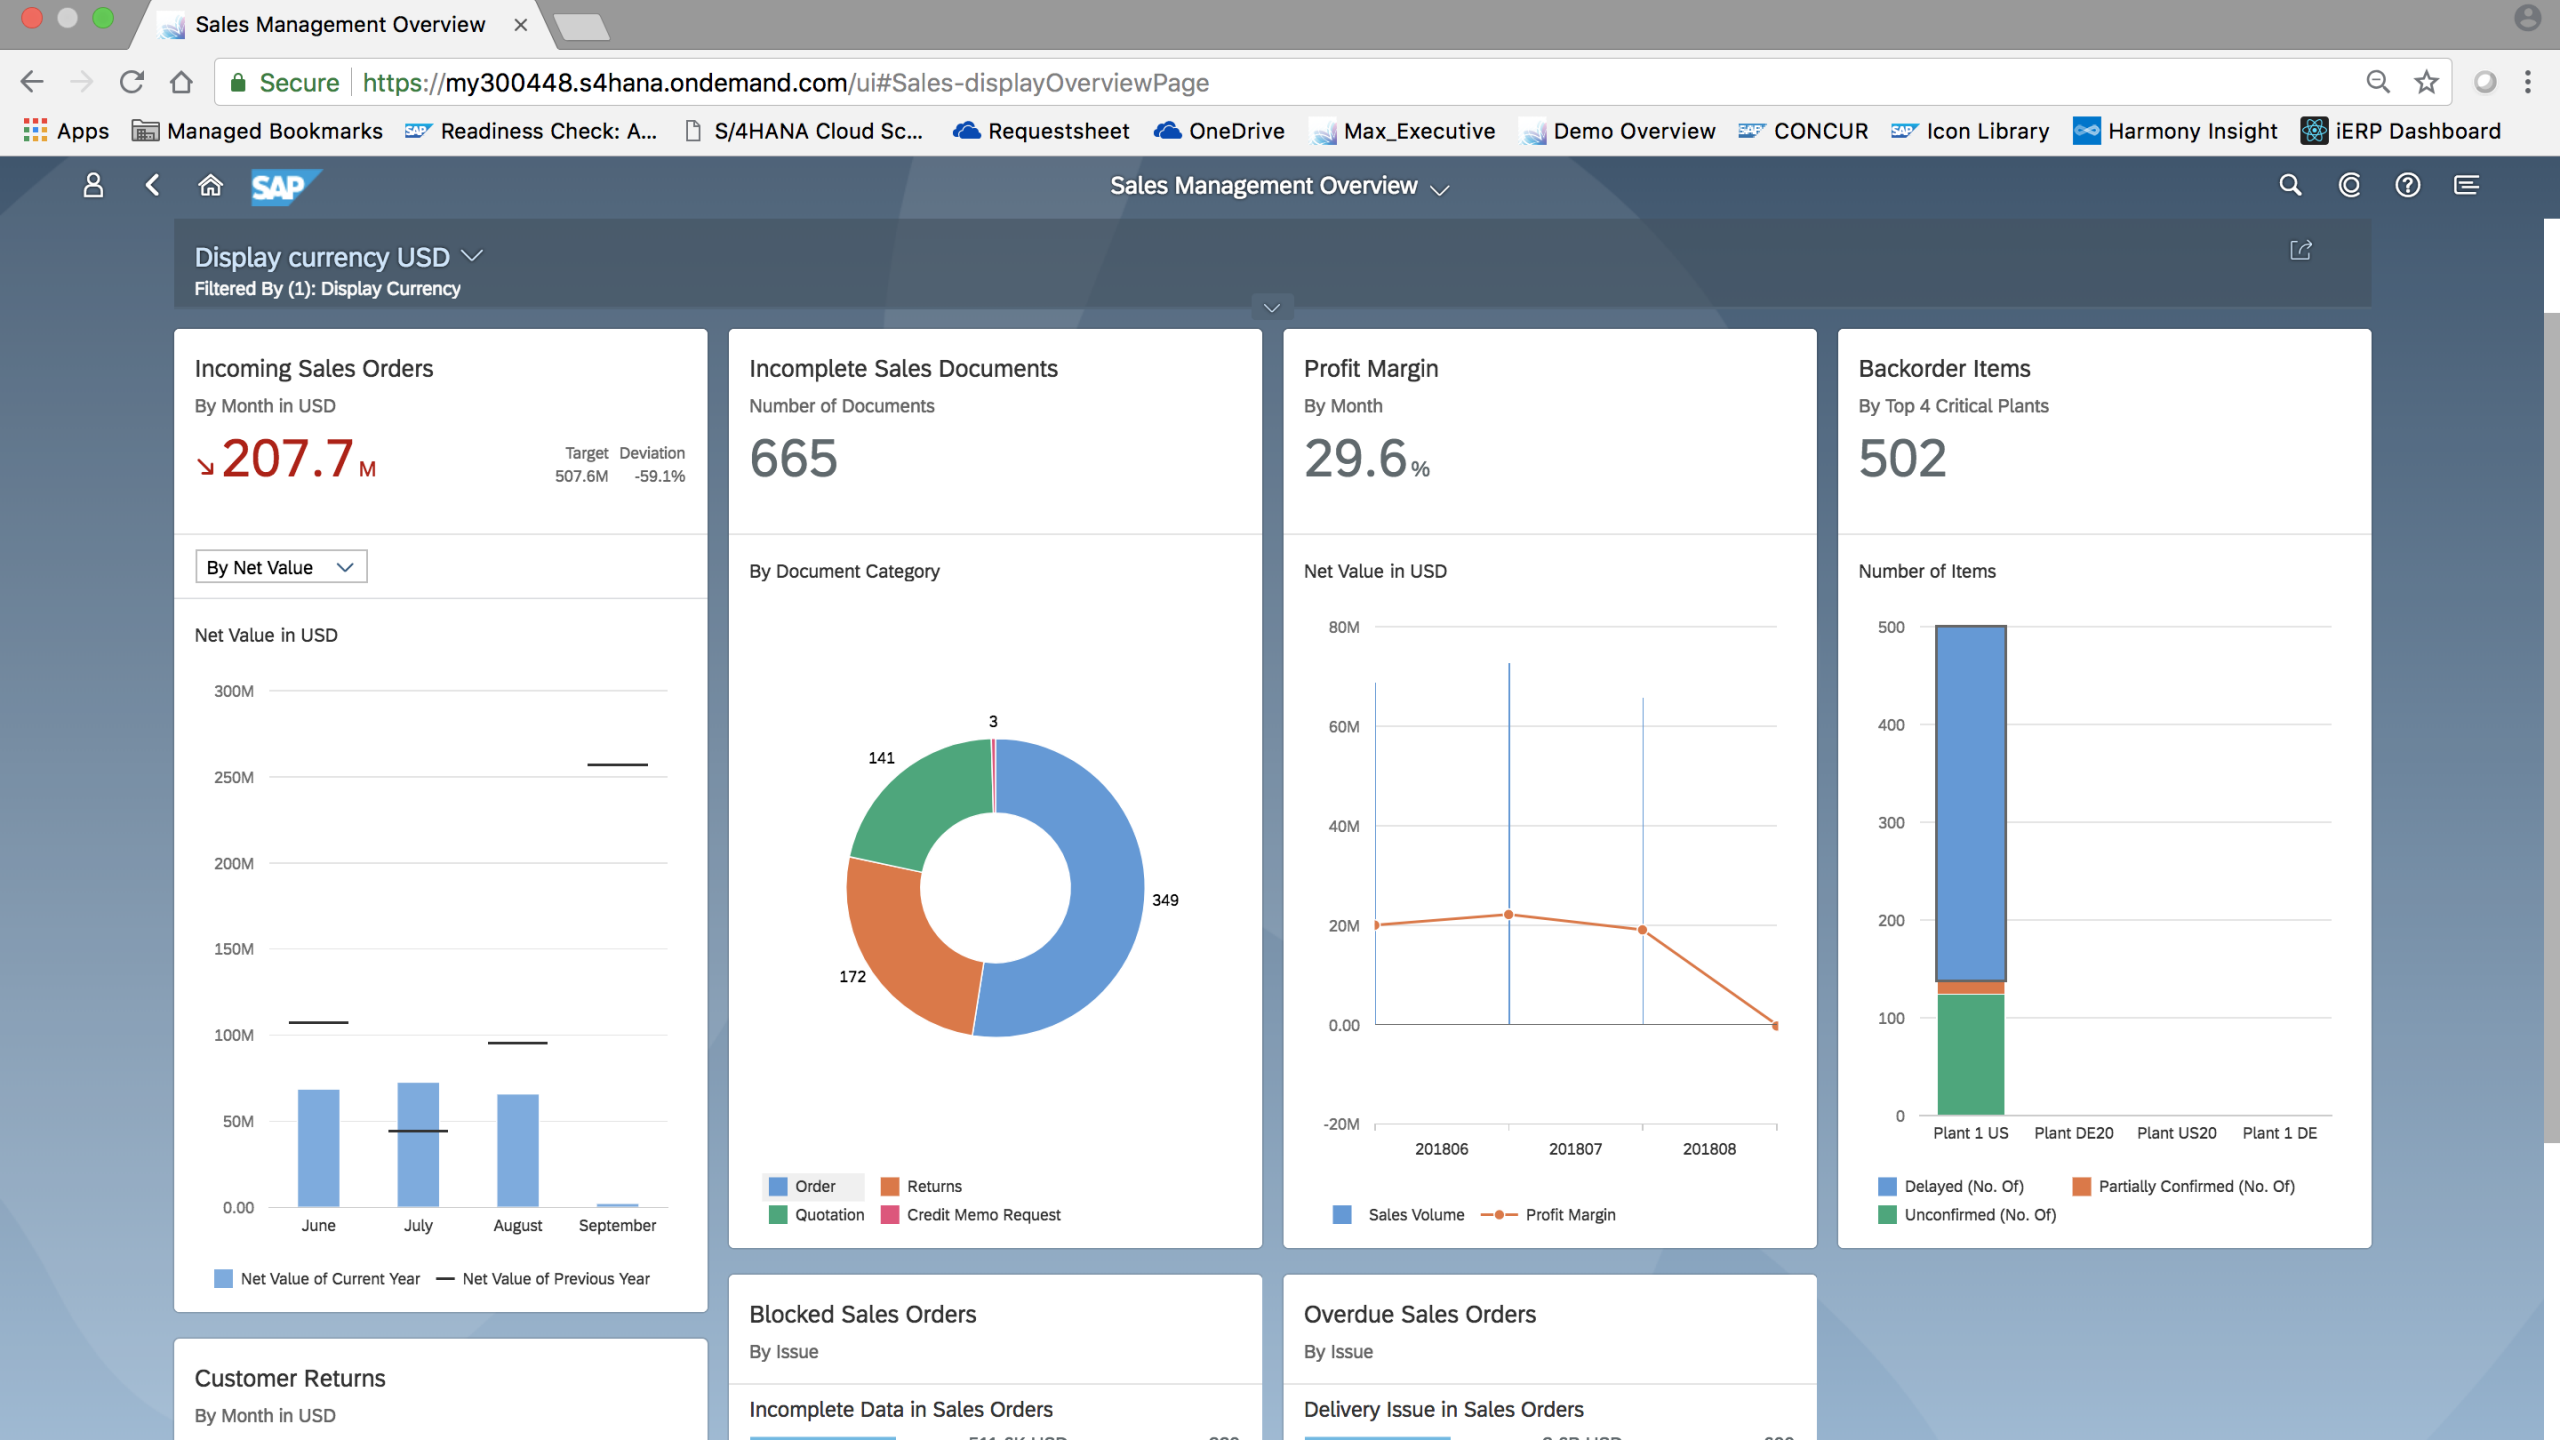 Sales Management Overview
Secure https://my300448.s4hana.ondemand.com/ui#Sales-displayOverviewPage
Apps Managed Bookmarks SAP Readiness Check: A... S/4HANA Cloud Sc... Requestsheet OneDrive Max_Executive Demo Overview SAP CONCUR SAP Icon Library Harmony Insight iERP Dashboard
SAP Sales Management Overview
Display currency USD
Filtered By (1): Display Currency
Incoming Sales Orders
By Month in USD
207.7 M
Target Deviation
507.6M -59.1%
By Net Value
Net Value in USD
300M
250M
200M
150M
100M
50M
0.00
June July August September
Net Value of Current Year Net Value of Previous Year
Incomplete Sales Documents
Number of Documents
665
By Document Category
3
141
349
172
Order Returns
Quotation Credit Memo Request
Profit Margin
By Month
29.6 %
Net Value in USD
80M
60M
40M
20M
0.00
-20M
201806 201807 201808
Sales Volume Profit Margin
Backorder Items
By Top 4 Critical Plants
502
Number of Items
500
400
300
200
100
0
Plant 1 US Plant DE20 Plant US20 Plant 1 DE
Delayed (No. Of) Partially Confirmed (No. Of)
Unconfirmed (No. Of)
Customer Returns
By Month in USD
Blocked Sales Orders
By Issue
Incomplete Data in Sales Orders
Overdue Sales Orders
By Issue
Delivery Issue in Sales Orders